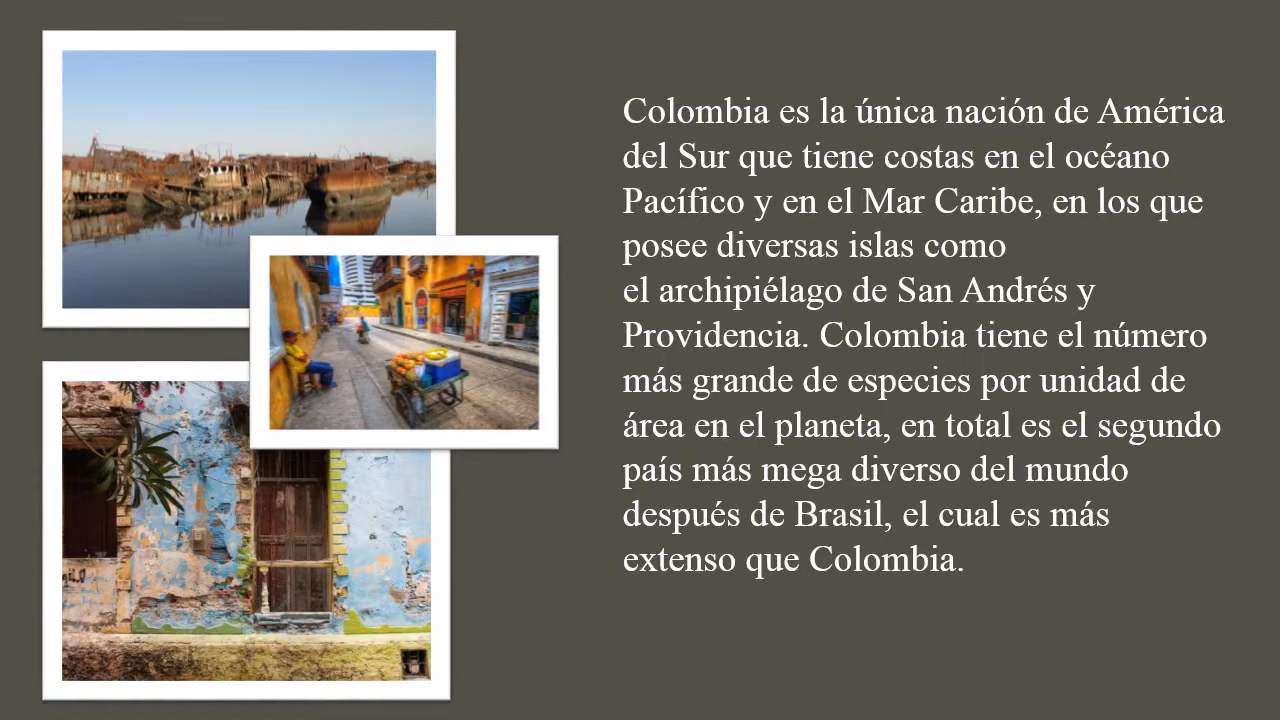 Colombia es la única nación de América
del Sur que tiene costas en el océano
Pacífico y en el Mar Caribe, en los que
posee diversas islas como
el archipiélago de San Andrés y
Providencia. Colombia tiene el número
más grande de especies por unidad de
área en el planeta, en total es el segundo
país más mega diverso del mundo
después de Brasil, el cual es más
extenso que Colombia.